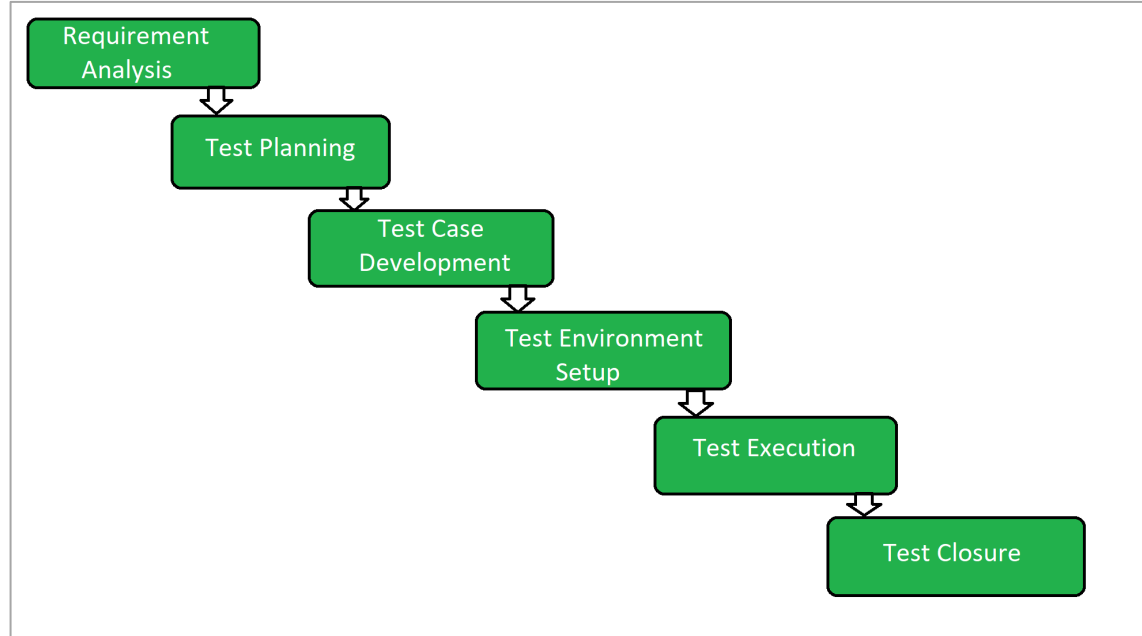 Requirement
Analysis
Test Planning
Test Case
Development
Test Environment
Setup
Test Execution
Test Closure